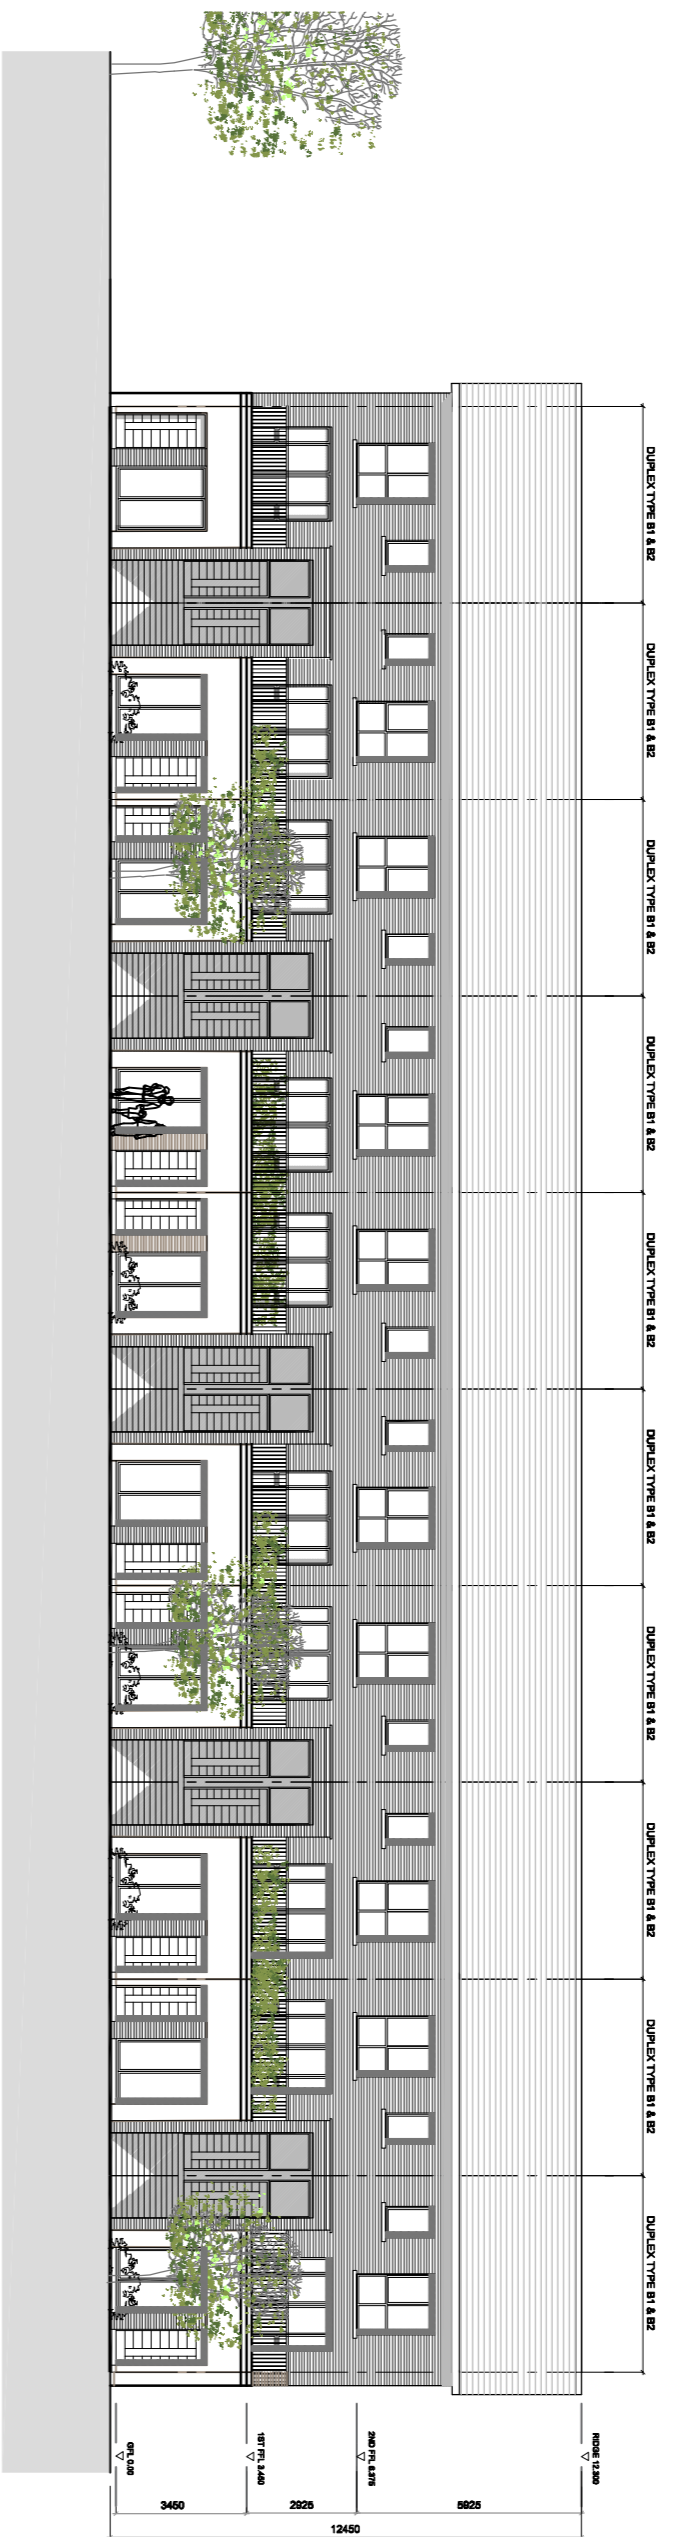 DUPLEX TYPE B1 & B2
DUPLEX TYPE B1 & B2
DUPLEX TYPE B1 & B2
DUPLEX TYPE B1 & B2
DUPLEX TYPE B1 & B2
DUPLEX TYPE B1 & B2
DUPLEX TYPE B1 & B2
DUPLEX TYPE B1 & B2
DUPLEX TYPE B1 & B2
DUPLEX TYPE B1 & B2
RIDGE 12.300
5925
2ND FFL 6.375
2925
12450
1ST FFL 3.450
3450
GFL 0.00